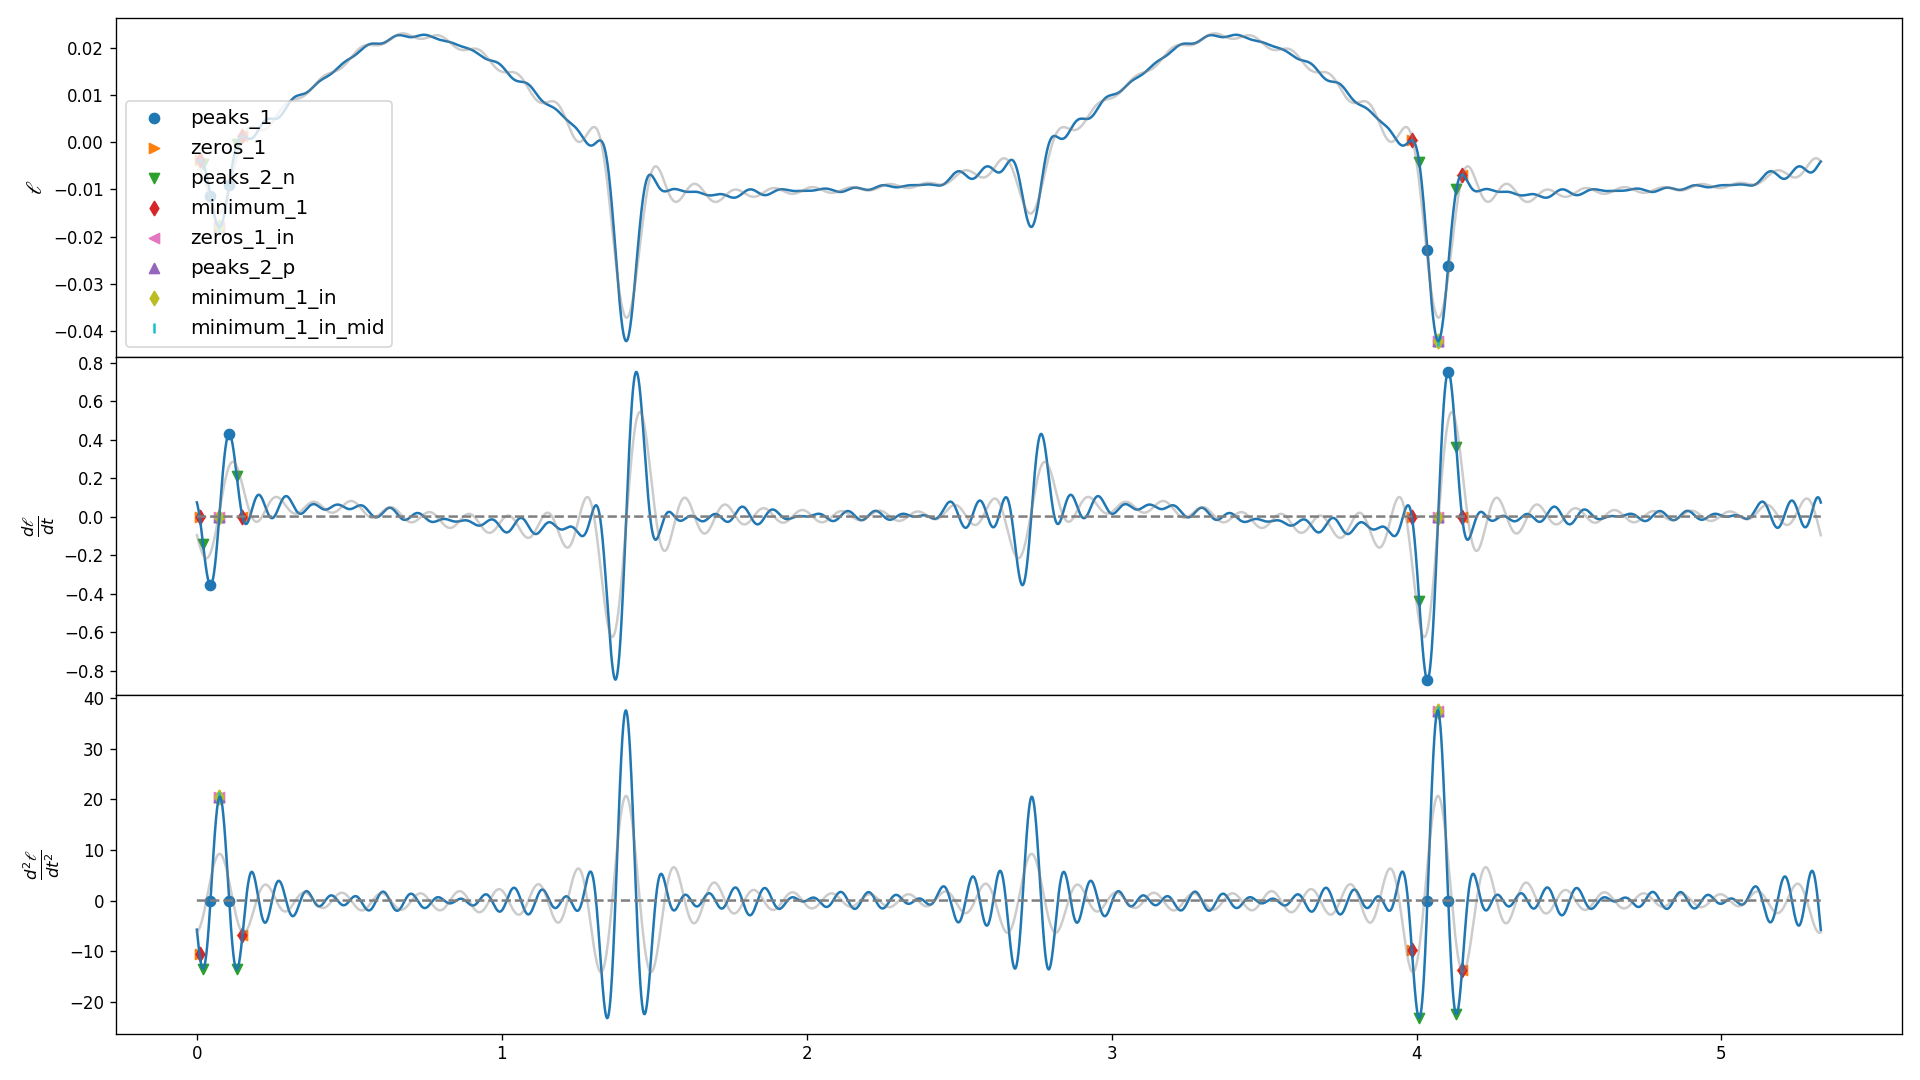 0.02
0.01
0.00
−0.01
−0.02
−0.03
−0.04
ℓ
peaks_1
zeros_1
peaks_2_n
minimum_1
zeros_1_in
peaks_2_p
minimum_1_in
minimum_1_in_mid
0.8
0.6
0.4
0.2
0.0
−0.2
−0.4
−0.6
−0.8
dℓ
dt
40
30
20
10
0
−10
−20
d²ℓ
dt²
0 1 2 3 4 5